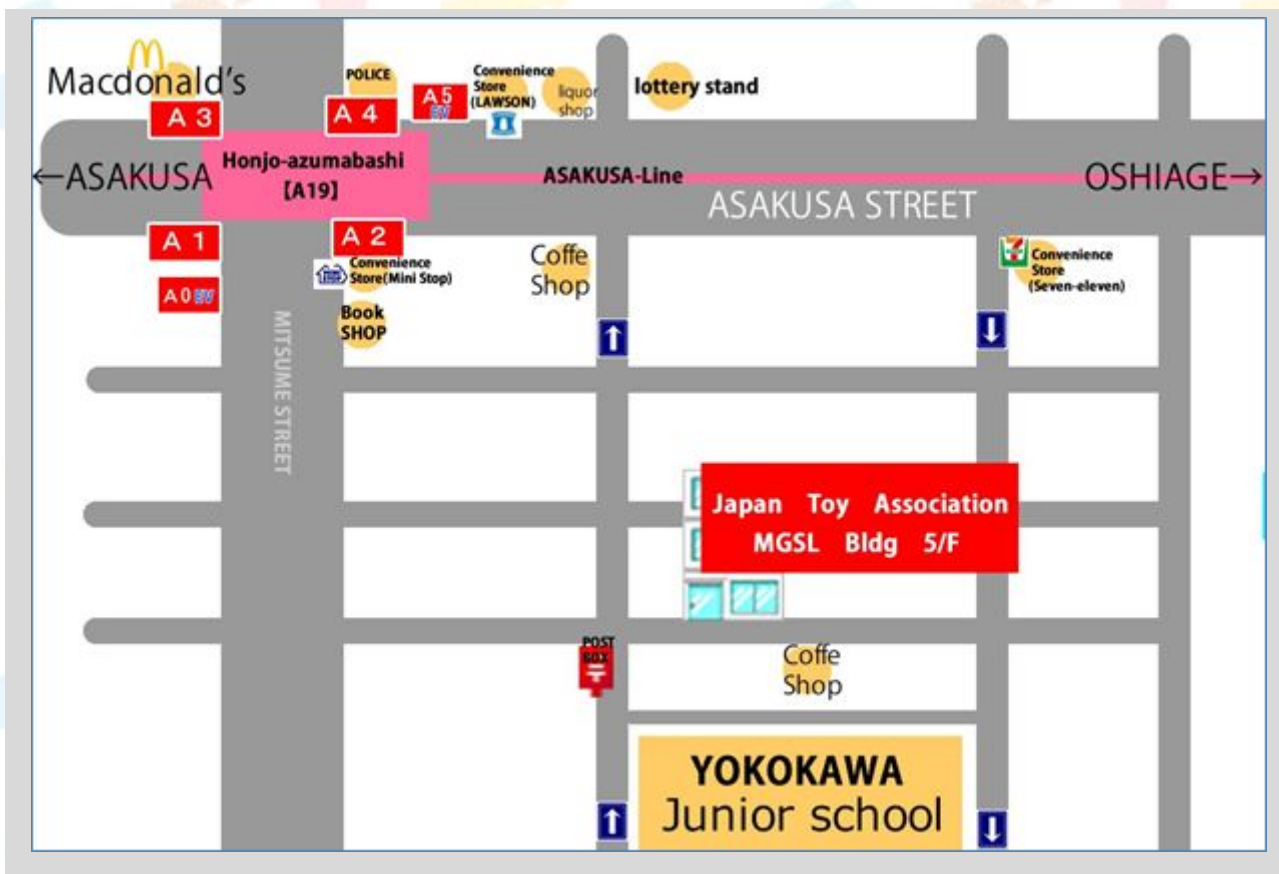 Macdonald's
A 3
POLICE
A 4
A 5
EV
Convenience
Store
(LAWSON)
liquor
shop
lottery stand
←ASAKUSA
Honjo-azumabashi
[A19]
ASAKUSA-Line
OSHIAGE→
ASAKUSA STREET
A 1
A 2
A 0 EV
Convenience
Store(Mini Stop)
Book
SHOP
Coffe
Shop
7
Convenience
Store
(Seven-eleven)
↑
↓
MITSUME STREET
Japan Toy Association
MGSL Bldg 5/F
POST
BOX
〒
Coffe
Shop
YOKOKAWA
Junior school
↑
↓